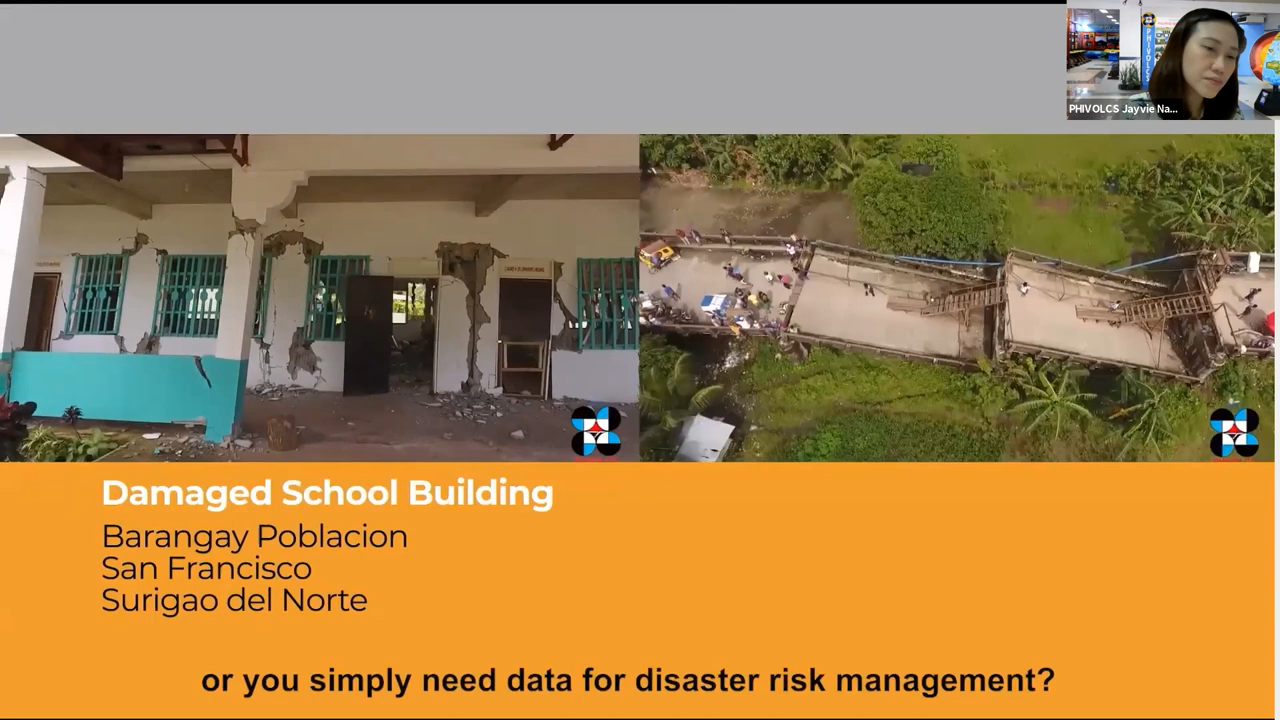 PHIVOLCS
PHIVOLCS Jayvie Na...
Damaged School Building
Barangay Poblacion
San Francisco
Surigao del Norte
or you simply need data for disaster risk management?